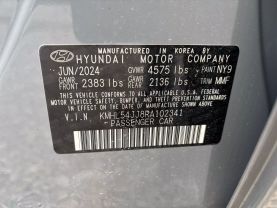 MANUFACTURED IN KOREA BY
HYUNDAI MOTOR COMPANY
JUN/2024 GVWR 4575 lbs PAINT NY9
GAWR FRONT 2383 lbs GAWR REAR 2136 lbs TRIM MMF
THIS VEHICLE CONFORMS TO ALL APPLICABLE
U.S. FEDERAL MOTOR VEHICLE SAFETY, BUMPER,
AND THEFT PREVENTION STANDARDS IN EFFECT ON
THE DATE OF MANUFACTURE SHOWN ABOVE.
V.I.N. KMHL54JJ8RA102341
PASSENGER CAR